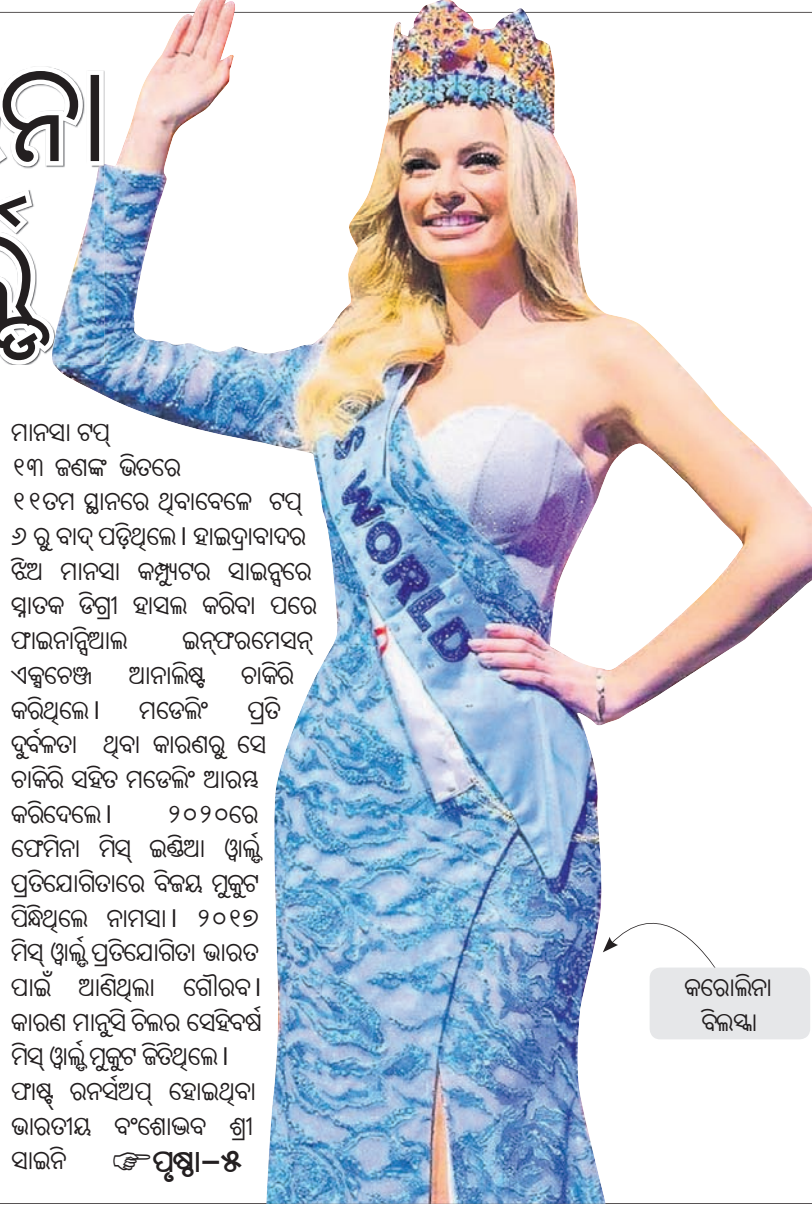 ମାନସା ଟପ୍
୧୩ ଜଣଙ୍କ ଭିତରେ
୧୧ତମ ସ୍ଥାନରେ ଥିବାବେଳେ ଟପ୍
୬ ରୁ ବାଦ୍ ପଡ଼ିଥିଲେ। ହାଇଦ୍ରାବାଦର
ଝିଅ ମାନସା କମ୍ପ୍ୟୁଟର ସାଇନ୍ସରେ
ସ୍ନାତକ ଡିଗ୍ରୀ ହାସଲ କରିବା ପରେ
ଫାଇନାନ୍ସିଆଲ ଇନ୍‌ଫରମେସନ୍
ଏକ୍ସଚେଞ୍ଜ ଆନାଲିଷ୍ଟ ଚାକିରି
କରିଥିଲେ। ମଡେଲିଂ ପ୍ରତି
ଦୁର୍ବଳତା ଥିବା କାରଣରୁ ସେ
ଚାକିରି ସହିତ ମଡେଲିଂ ଆରମ୍ଭ
କରିଦେଲେ। ୨୦୨୦ରେ
ଫେମିନା ମିସ୍ ଇଣ୍ଡିଆ ୱାର୍ଲ୍ଡ
ପ୍ରତିଯୋଗିତାରେ ବିଜୟ ମୁକୁଟ
ପିନ୍ଧିଥିଲେ ନାମସା। ୨୦୧୭
ମିସ୍ ୱାର୍ଲ୍ଡ ପ୍ରତିଯୋଗିତା ଭାରତ
ପାଇଁ ଆଣିଥିଲା ଗୌରବ।
କାରଣ ମାନୁସି ଚିଲର ସେହିବର୍ଷ
ମିସ୍ ୱାର୍ଲ୍ଡ ମୁକୁଟ ଜିତିଥିଲେ।
ଫାଷ୍ଟ ରନର୍ସଅପ୍ ହୋଇଥିବା
ଭାରତୀୟ ବଂଶୋଦ୍ଭବ ଶ୍ରୀ
ସାଇନି ☞ପୃଷ୍ଠା–୫
S WORLD
କରୋଲିନା
ବିଲସ୍କା